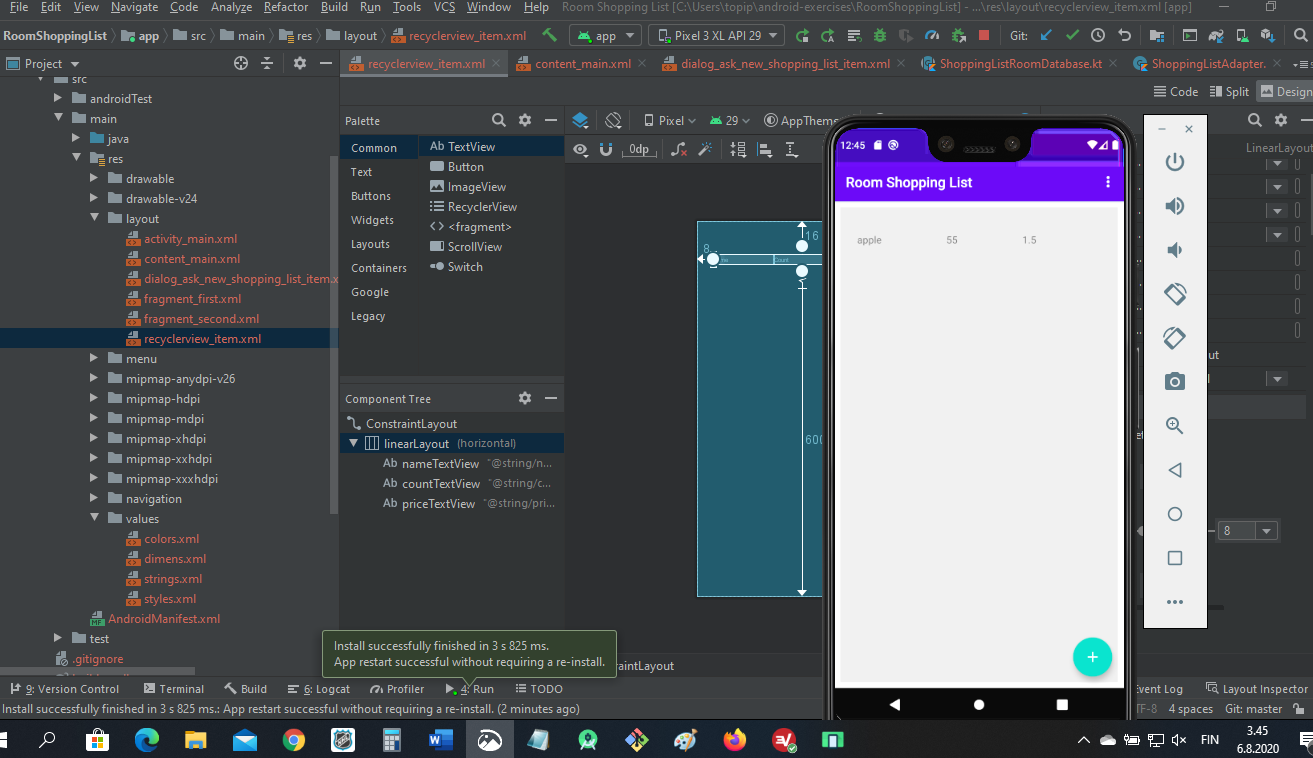 File Edit View Navigate Code Analyze Refactor Build Run Tools VCS Window Help Room Shopping List [C:\Users\topip\android-exercises\RoomShoppingList] - ...\res\layout\recyclerview_item.xml [app]
RoomShoppingList app src main res layout recyclerview_item.xml app Pixel 3 XL API 29 Git:
Project recyclerview_item.xml content_main.xml dialog_ask_new_shopping_list_item.xml ShoppingListRoomDatabase.kt ShoppingListAdapter.
src
Code Split Design
androidTest
main
java
res
drawable
drawable-v24
layout
activity_main.xml
content_main.xml
dialog_ask_new_shopping_list_item.x
fragment_first.xml
fragment_second.xml
recyclerview_item.xml
menu
mipmap-anydpi-v26
mipmap-hdpi
mipmap-mdpi
mipmap-xhdpi
mipmap-xxhdpi
mipmap-xxxhdpi
navigation
values
colors.xml
dimens.xml
strings.xml
styles.xml
AndroidManifest.xml
test
.gitignore
Palette
Common
Text
Buttons
Widgets
Layouts
Containers
Google
Legacy
Ab TextView
Button
ImageView
RecyclerView
<fragment>
ScrollView
Switch
Component Tree
ConstraintLayout
linearLayout (horizontal)
Ab nameTextView "@string/n...
Ab countTextView "@string/c...
Ab priceTextView "@string/pri...
Pixel 29 AppTheme
0dp
16
8
Count
600
12:45
Room Shopping List
apple 55 1.5
+
LinearLayout
ut
8
Install successfully finished in 3 s 825 ms.
App restart successful without requiring a re-install.
raintLayout
9: Version Control Terminal Build 6: Logcat Profiler 4: Run TODO Event Log Layout Inspector
Install successfully finished in 3 s 825 ms.: App restart successful without requiring a re-install. (2 minutes ago) TF-8 4 spaces Git: master
FIN
3.45
6.8.2020